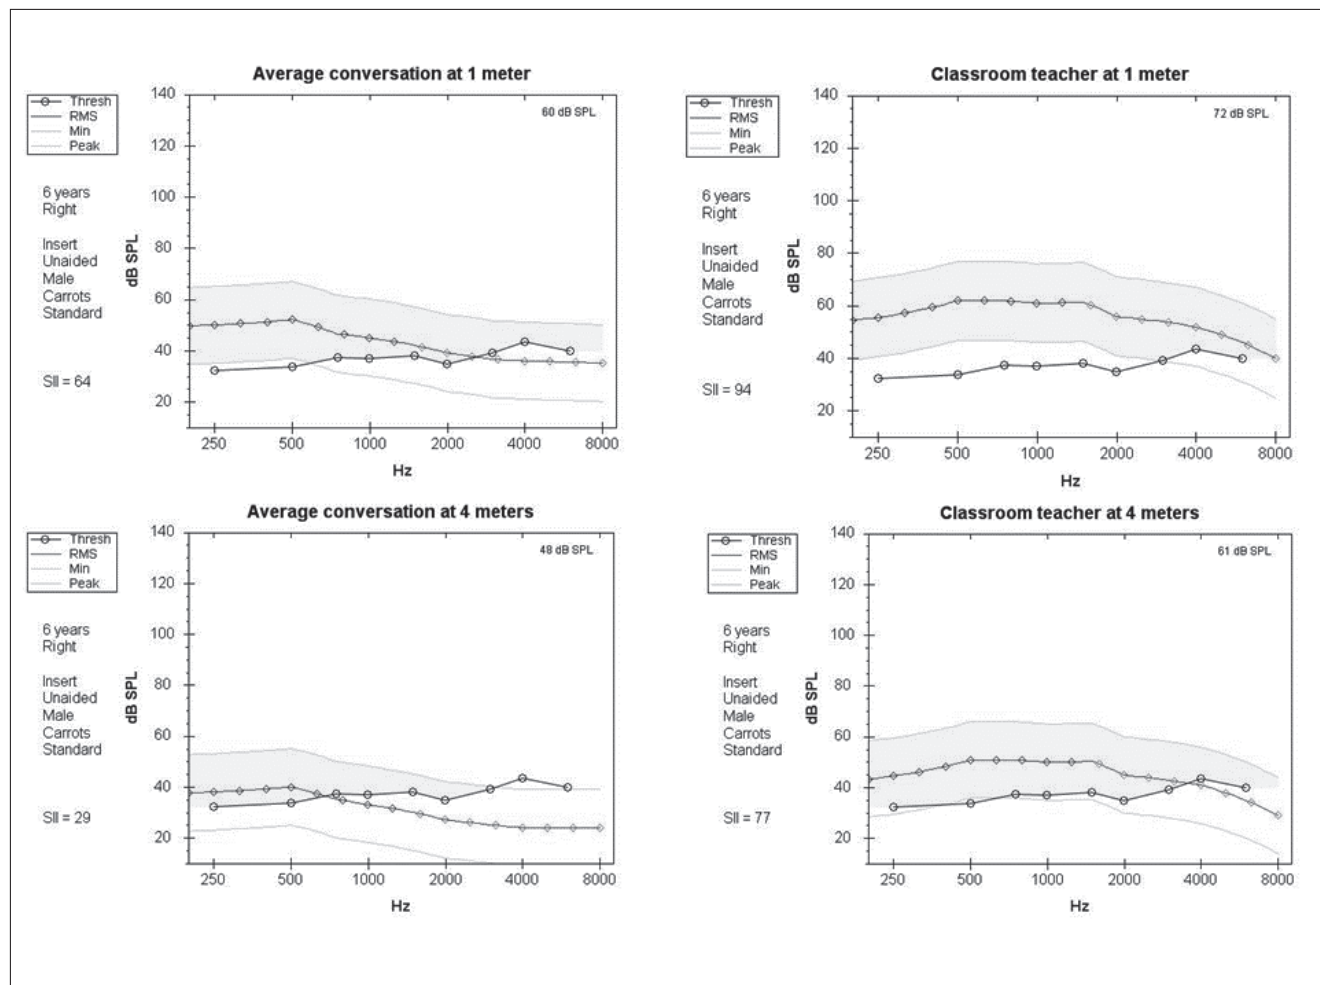 Average conversation at 1 meter
Thresh
RMS
Min
Peak
6 years
Right
Insert
Unaided
Male
Carrots
Standard
SII = 64
dB SPL
140
120
100
80
60
40
20
60 dB SPL
250 500 1000 2000 4000 8000
Hz
Classroom teacher at 1 meter
Thresh
RMS
Min
Peak
6 years
Right
Insert
Unaided
Male
Carrots
Standard
SII = 94
dB SPL
140
120
100
80
60
40
20
72 dB SPL
250 500 1000 2000 4000 8000
Hz
Average conversation at 4 meters
Thresh
RMS
Min
Peak
6 years
Right
Insert
Unaided
Male
Carrots
Standard
SII = 29
dB SPL
140
120
100
80
60
40
20
48 dB SPL
250 500 1000 2000 4000 8000
Hz
Classroom teacher at 4 meters
Thresh
RMS
Min
Peak
6 years
Right
Insert
Unaided
Male
Carrots
Standard
SII = 77
dB SPL
140
120
100
80
60
40
20
61 dB SPL
250 500 1000 2000 4000 8000
Hz